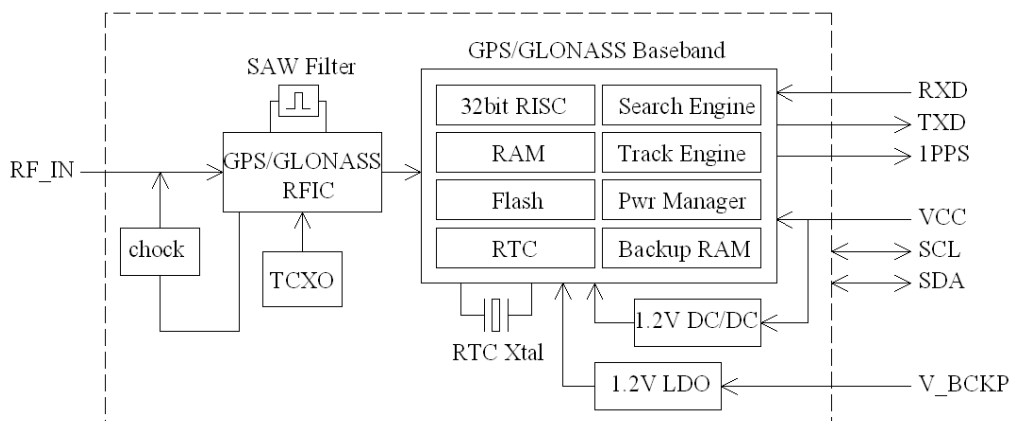 GPS/GLONASS Baseband
SAW Filter
32bit RISC
Search Engine
RXD
TXD
RAM
Track Engine
1PPS
RF_IN
GPS/GLONASS
RFIC
Flash
Pwr Manager
VCC
chock
RTC
Backup RAM
SCL
TCXO
SDA
1.2V DC/DC
RTC Xtal
1.2V LDO
V_BCKP